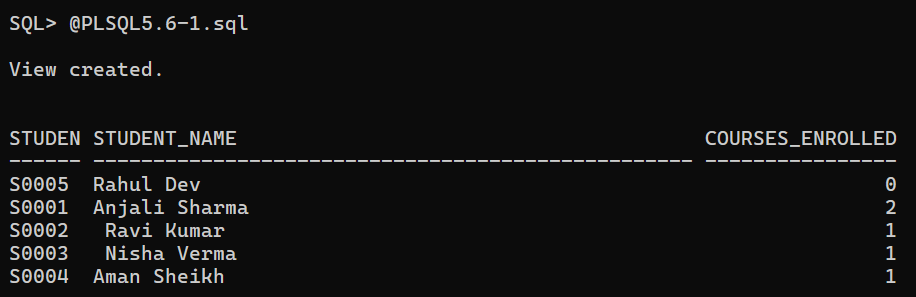 SQL> @PLSQL5.6-1.sql
View created.
STUDEN STUDENT_NAME                                       COURSES_ENROLLED
------ -------------------------------------------------- ----------------
S0005  Rahul Dev                                                         0
S0001  Anjali Sharma                                                     2
S0002   Ravi Kumar                                                       1
S0003   Nisha Verma                                                      1
S0004  Aman Sheikh                                                       1